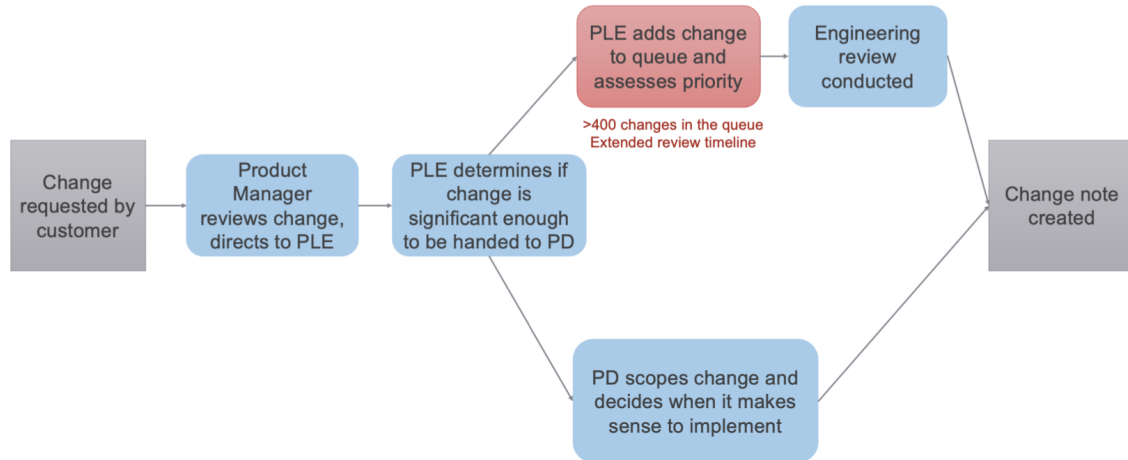 Change
requested by
customer
Product
Manager
reviews change,
directs to PLE
PLE determines if
change is
significant enough
to be handed to PD
PLE adds change
to queue and
assesses priority
>400 changes in the queue
Extended review timeline
Engineering
review
conducted
PD scopes change and
decides when it makes
sense to implement
Change note
created